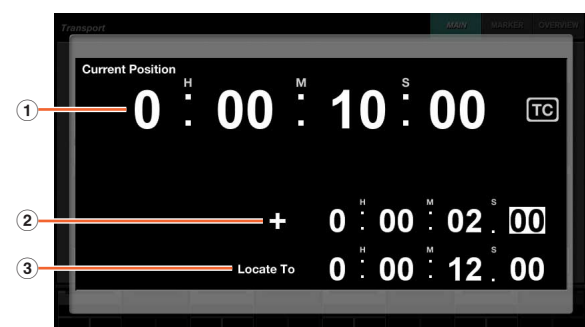 Transport MAIN MARKER OVERVIEW
Current Position
H M S
1 0 : 00 : 10 : 00 TC
H M S
2 + 0 : 00 : 02 . 00
H M S
3 Locate To 0 : 00 : 12 . 00